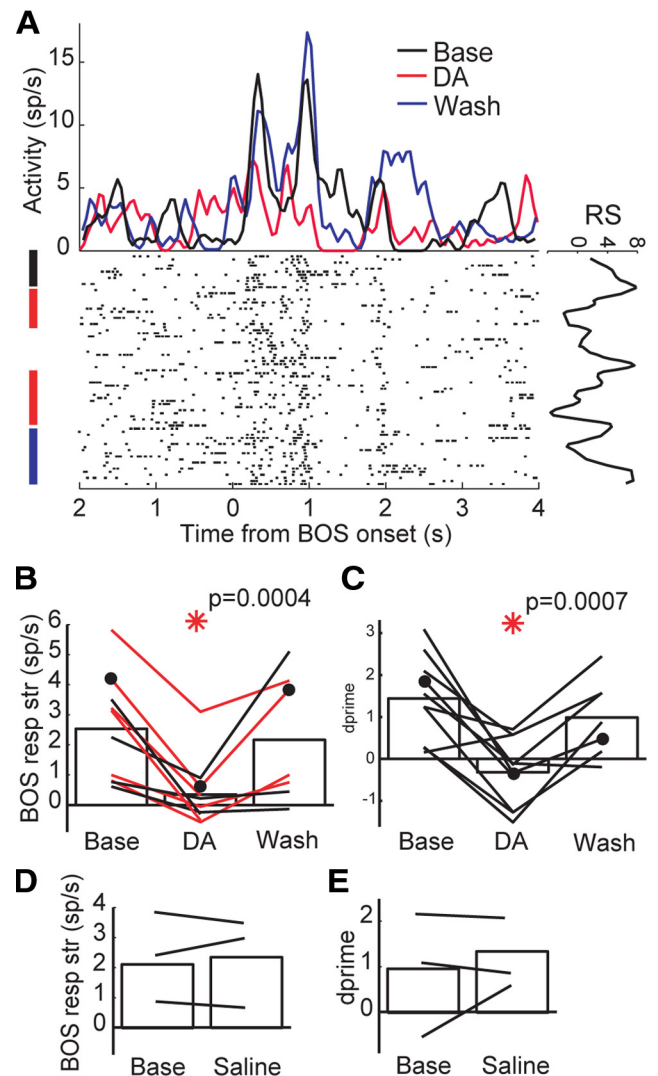 A
Activity (sp/s)
15
10
5
0
Base
DA
Wash
RS
0 4 8
2 1 0 1 2 3 4
Time from BOS onset (s)
B
p=0.0004
BOS resp str (sp/s)
6
5
4
3
2
1
0
Base DA Wash
C
p=0.0007
dprime
3
2
1
0
-1
Base DA Wash
D
BOS resp str (sp/s)
4
3
2
1
0
Base Saline
E
dprime
2
1
0
Base Saline